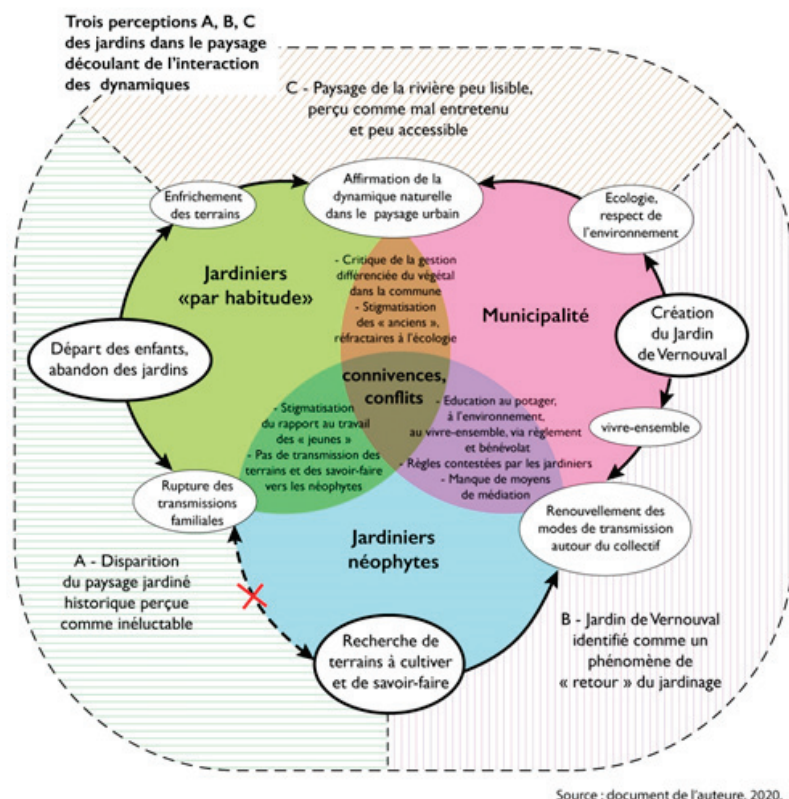 Trois perceptions A, B, C
des jardins dans le paysage
découlant de l'interaction
des dynamiques
C - Paysage de la rivière peu lisible,
perçu comme mal entretenu
et peu accessible
Enfrichement
des terrains
Affirmation de la
dynamique naturelle
dans le paysage urbain
Ecologie,
respect de
l'environnement
Jardiniers
«par habitude»
- Critique de la gestion
différenciée du végétal
dans la commune
- Stigmatisation
des « anciens »,
réfractaires à l'écologie
Municipalité
Création
du Jardin
de Vernouval
Départ des enfants,
abandon des jardins
connivences,
conflits
- Stigmatisation
du rapport au travail
des « jeunes »
- Pas de transmission des
terrains et des savoir-faire
vers les néophytes
- Education au potager,
à l'environnement,
au vivre-ensemble, via règlement
et bénévolat
- Règles contestées par les jardiniers
- Manque de moyens
de médiation
vivre-ensemble
Rupture des
transmissions
familiales
Renouvellement des
modes de transmission
autour du collectif
Jardiniers
néophytes
A - Disparition
du paysage jardiné
historique perçue
comme inéluctable
Recherche de
terrains à cultiver
et de savoir-faire
B - Jardin de Vernouval
identifié comme un
phénomène de
« retour » du jardinage
Source : document de l'auteure, 2020.